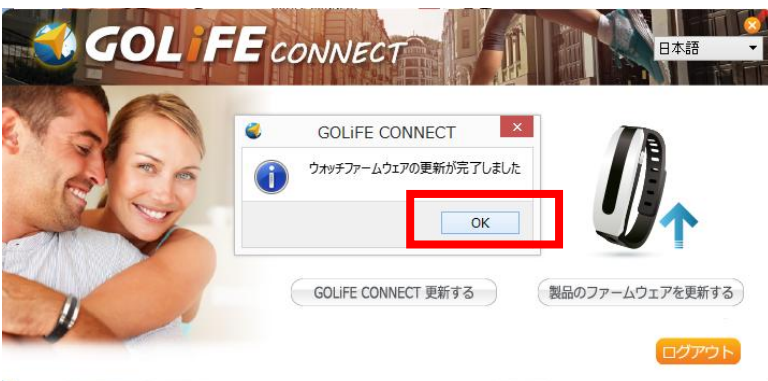 GOLiFE CONNECT
日本語
GOLiFE CONNECT
ウォッチファームウェアの更新が完了しました
OK
GOLiFE CONNECT 更新する
製品のファームウェアを更新する
ログアウト